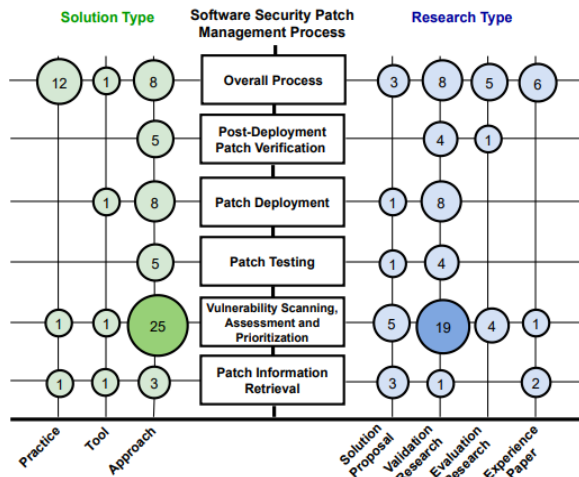 Solution Type
Software Security Patch
Management Process
Research Type
12 1 8 Overall Process 3 8 5 6
5 Post-Deployment 4 1
Patch Verification
1 8 Patch Deployment 1 8
5 Patch Testing 1 4
1 1 25 Vulnerability Scanning, 5 19 4 1
Assessment and
Prioritization
1 1 3 Patch Information 3 1 2
Retrieval
Practice
Tool
Approach
Solution
Proposal
Validation
Research
Evaluation
Research
Experience
Paper